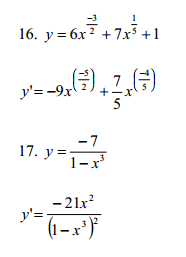 16. y = 6x^(-3/2) + 7x^(1/5) + 1
y' = -9x^(-5/2) + 7/5 x^(-4/5)
17. y = -7/(1-x^3)
y' = -21x^2/(1-x^3)^2